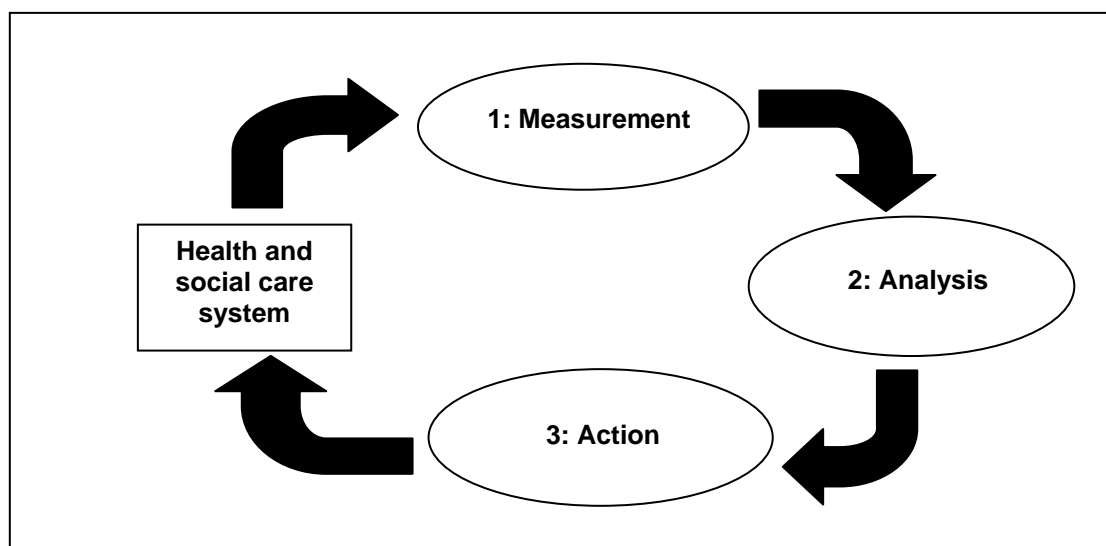 1: Measurement
Health and
social care
system
2: Analysis
3: Action